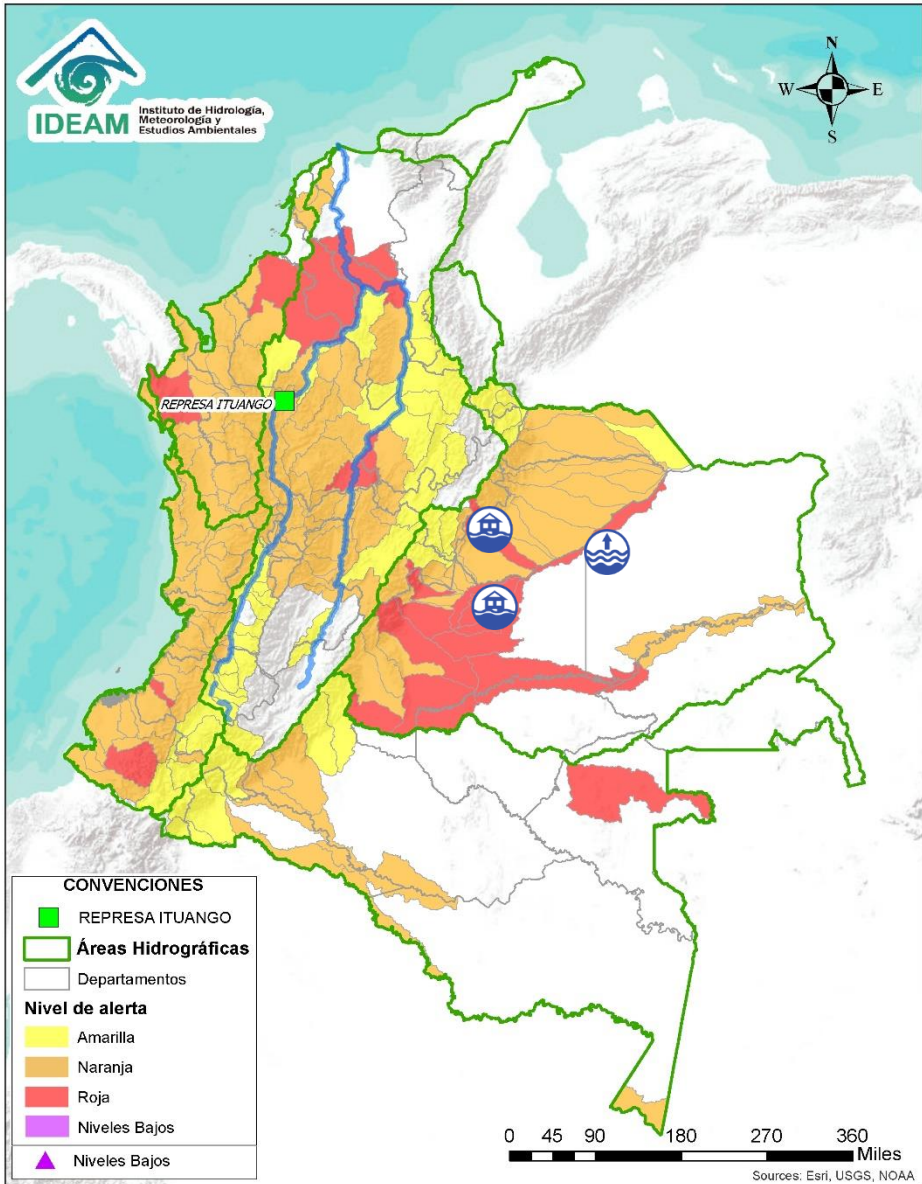 IDEAM
Instituto de Hidrología,
Meteorología y
Estudios Ambientales
N
W
E
S
REPRESA ITUANGO
CONVENCIONES
REPRESA ITUANGO
Áreas Hidrográficas
Departamentos
Nivel de alerta
Amarilla
Naranja
Roja
Niveles Bajos
Niveles Bajos
0 45 90 180 270 360
Miles
Sources: Esri, USGS, NOAA